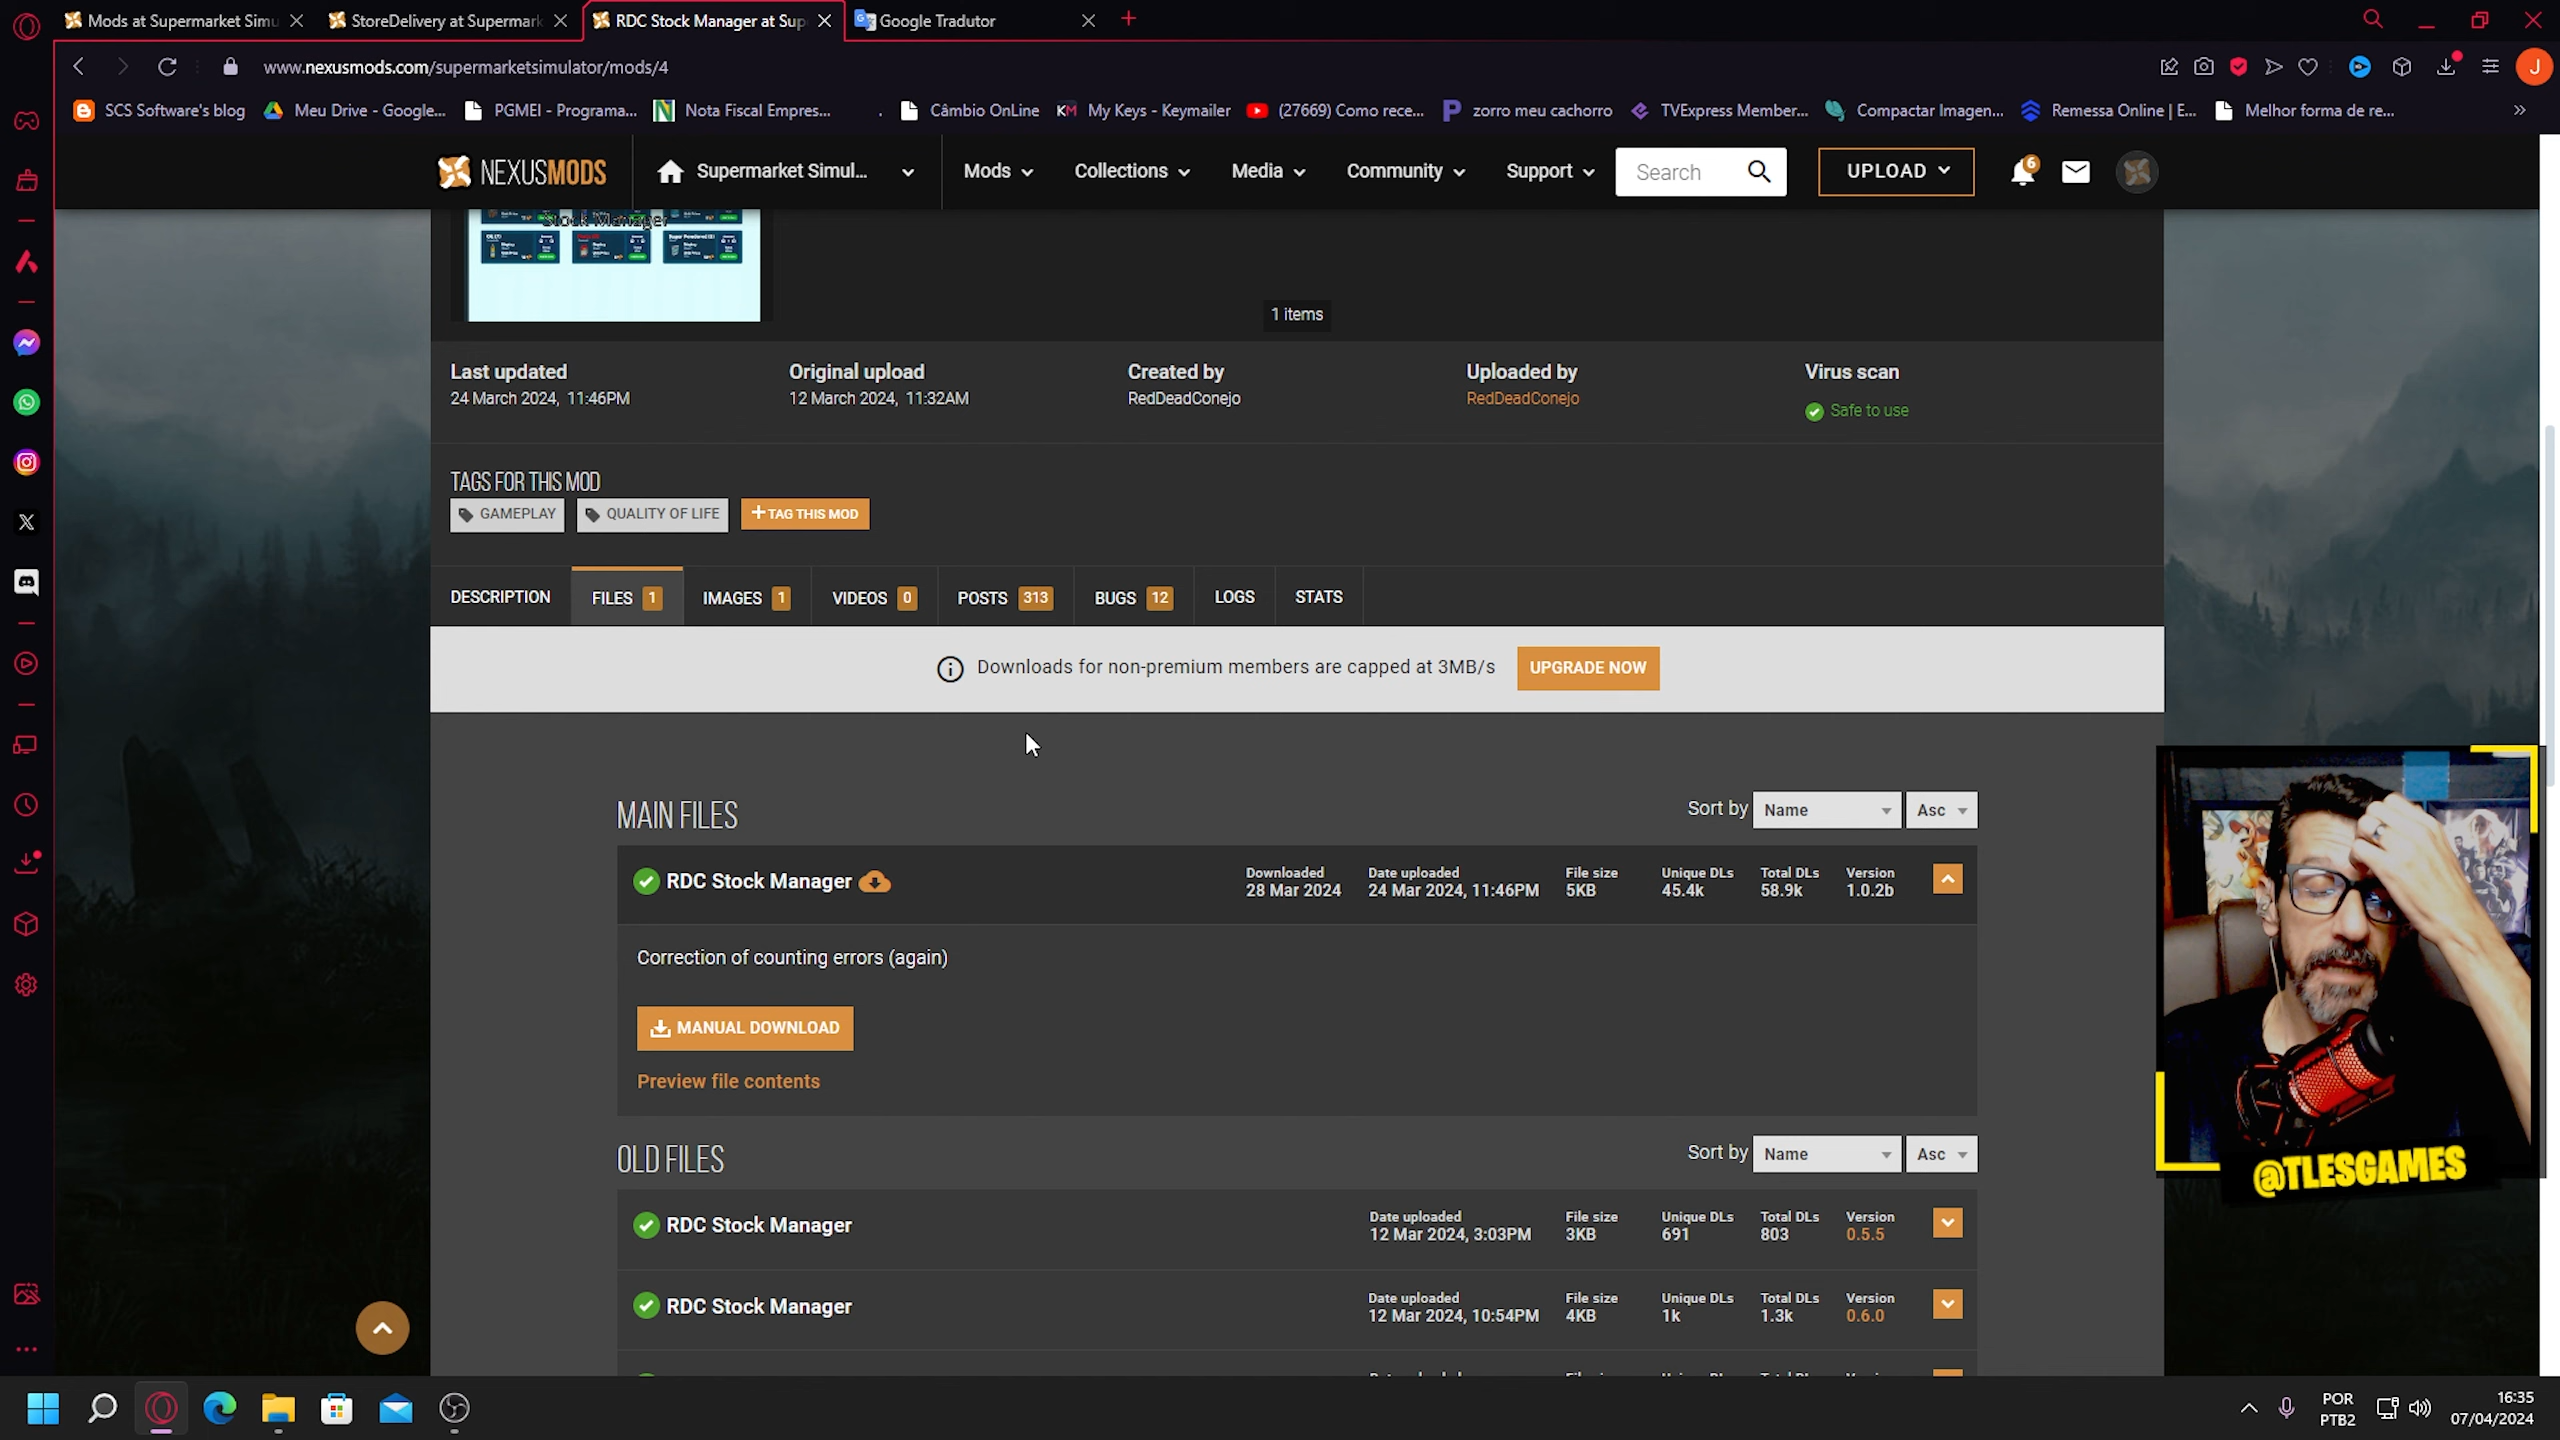 Mods at Supermarket Simu
StoreDelivery at Supermark
RDC Stock Manager at Sup
Google Tradutor
www.nexusmods.com/supermarketsimulator/mods/4
J
SCS Software's blog
Meu Drive - Google...
PGMEI - Programa...
Nota Fiscal Empres...
.
Câmbio OnLine
My Keys - Keymailer
(27669) Como rece...
zorro meu cachorro
TVExpress Member...
Compactar Imagen...
Remessa Online | E...
Melhor forma de re...
NEXUSMODS
Supermarket Simul...
Mods
Collections
Media
Community
Support
Search
UPLOAD
6
Stock Manager
1 items
Last updated
24 March 2024, 11:46PM
Original upload
12 March 2024, 11:32AM
Created by
RedDeadConejo
Uploaded by
RedDeadConejo
Virus scan
Safe to use
TAGS FOR THIS MOD
GAMEPLAY
QUALITY OF LIFE
+ TAG THIS MOD
DESCRIPTION
FILES 1
IMAGES 1
VIDEOS 0
POSTS 313
BUGS 12
LOGS
STATS
Downloads for non-premium members are capped at 3MB/s
UPGRADE NOW
MAIN FILES
Sort by Name Asc
RDC Stock Manager
Downloaded
28 Mar 2024
Date uploaded
24 Mar 2024, 11:46PM
File size
5KB
Unique DLs
45.4k
Total DLs
58.9k
Version
1.0.2b
Correction of counting errors (again)
MANUAL DOWNLOAD
Preview file contents
OLD FILES
Sort by Name Asc
RDC Stock Manager
Date uploaded
12 Mar 2024, 3:03PM
File size
3KB
Unique DLs
691
Total DLs
803
Version
0.5.5
RDC Stock Manager
Date uploaded
12 Mar 2024, 10:54PM
File size
4KB
Unique DLs
1k
Total DLs
1.3k
Version
0.6.0
@TLESGAMES
POR
PTB2
16:35
07/04/2024